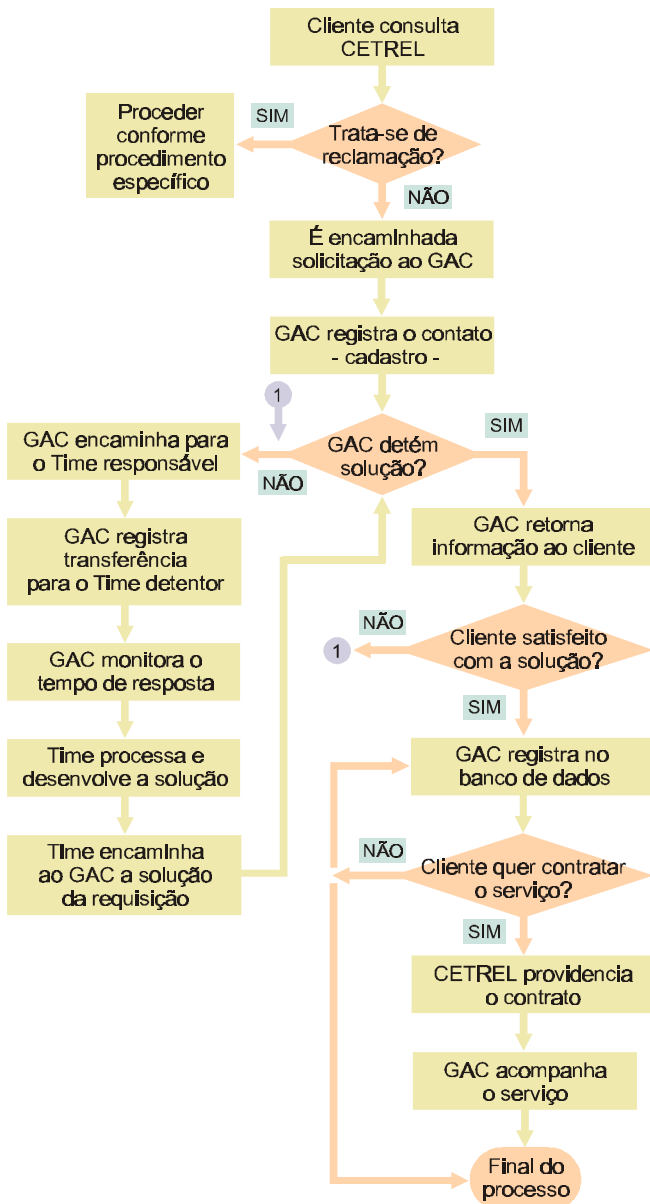 Cliente consulta
CETREL
SIM
Proceder
conforme
procedimento
específico
Trata-se de
reclamação?
NÃO
É encaminhada
solicitação ao GAC
GAC registra o contato
- cadastro -
1
SIM
GAC encaminha para
o Time responsável
GAC detém
solução?
NÃO
GAC registra
transferência
para o Time detentor
GAC retorna
informação ao cliente
GAC monitora o
tempo de resposta
NÃO
1
Cliente satisfeito
com a solução?
SIM
Time processa e
desenvolve a solução
GAC registra no
banco de dados
Time encaminha
ao GAC a solução
da requisição
NÃO
Cliente quer contratar
o serviço?
SIM
CETREL providencia
o contrato
GAC acompanha
o serviço
Final do
processo